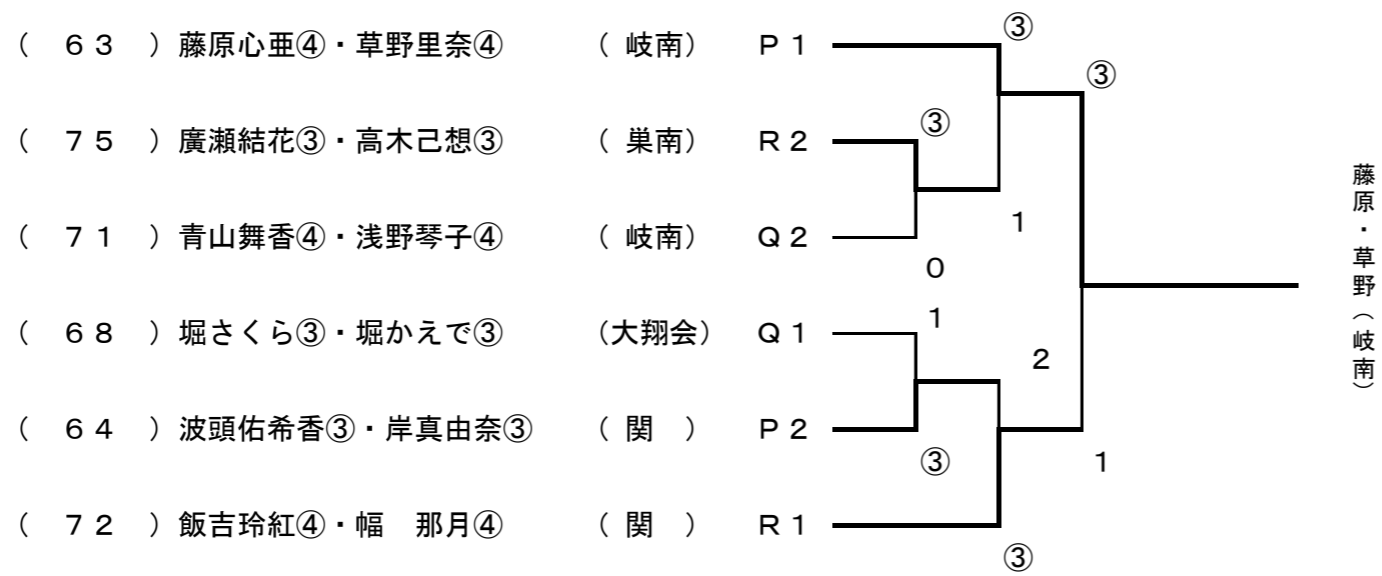 ③
( ６３ ) 藤原心亜④・草野里奈④ ( 岐南) Ｐ１
③
③
( ７５ ) 廣瀬結花③・高木己想③ ( 巣南) Ｒ２
1
( ７１ ) 青山舞香④・浅野琴子④ ( 岐南) Ｑ２
0
1
( ６８ ) 堀さくら③・堀かえで③ (大翔会) Ｑ１
2
( ６４ ) 波頭佑希香③・岸真由奈③ ( 関 ) Ｐ２
③
1
( ７２ ) 飯吉玲紅④・幅　那月④ ( 関 ) Ｒ１
③
藤原・草野（岐南）